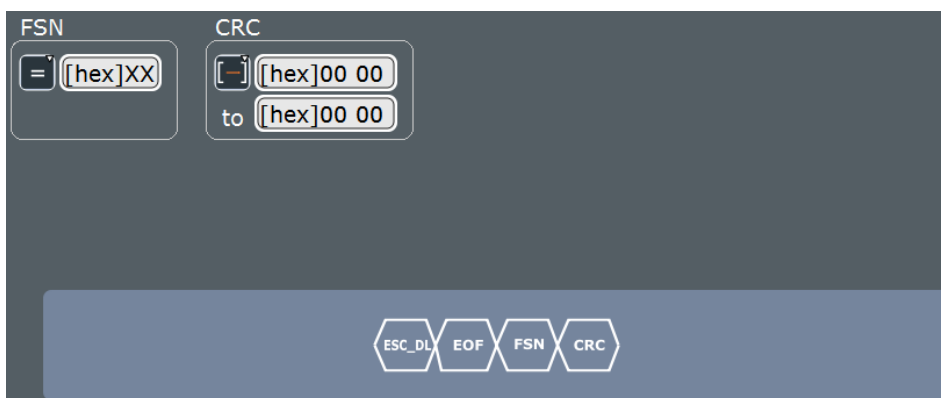 FSN CRC
= [hex]XX [-] [hex]00 00
to [hex]00 00
ESC_DL EOF FSN CRC